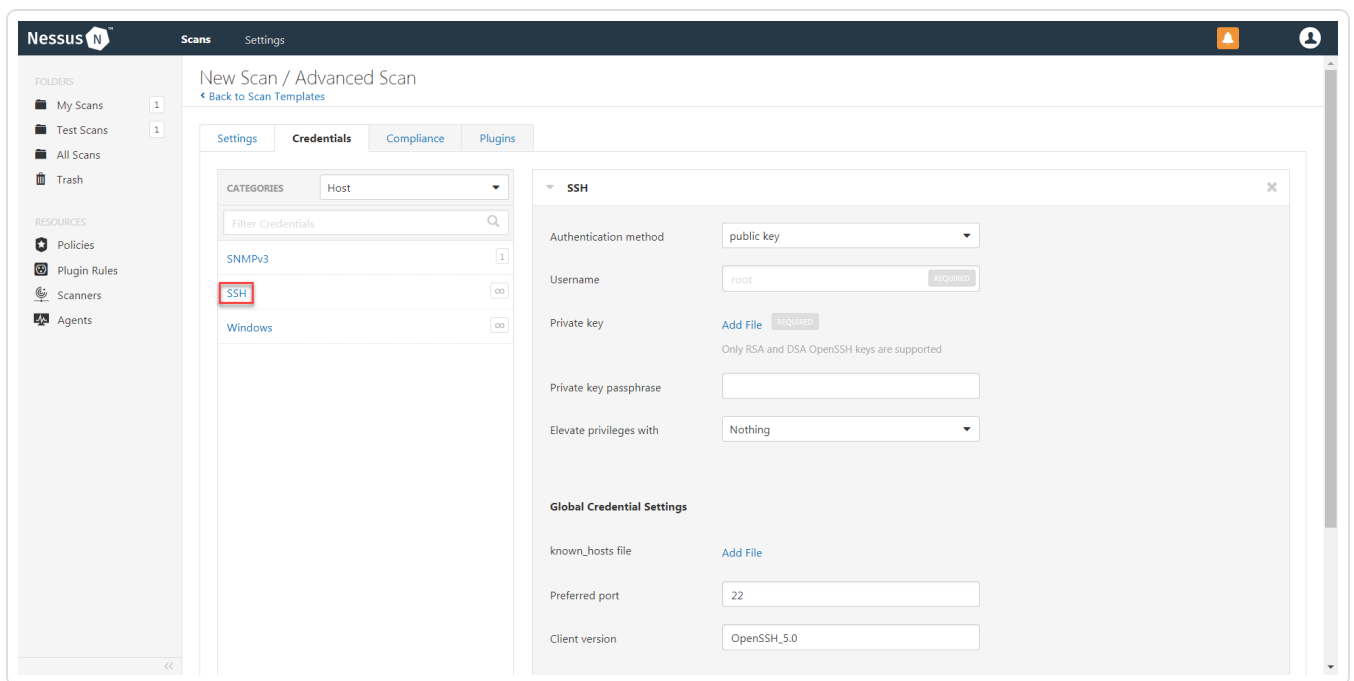 Nessus N ™
Scans Settings
FOLDERS
My Scans 1
Test Scans 1
All Scans
Trash
RESOURCES
Policies
Plugin Rules
Scanners
Agents
New Scan / Advanced Scan
Back to Scan Templates
Settings Credentials Compliance Plugins
CATEGORIES Host
Filter Credentials
SNMPv3 1
SSH ∞
Windows ∞
SSH
Authentication method public key
Username root REQUIRED
Private key Add File REQUIRED
Only RSA and DSA OpenSSH keys are supported
Private key passphrase
Elevate privileges with Nothing
Global Credential Settings
known_hosts file Add File
Preferred port 22
Client version OpenSSH_5.0